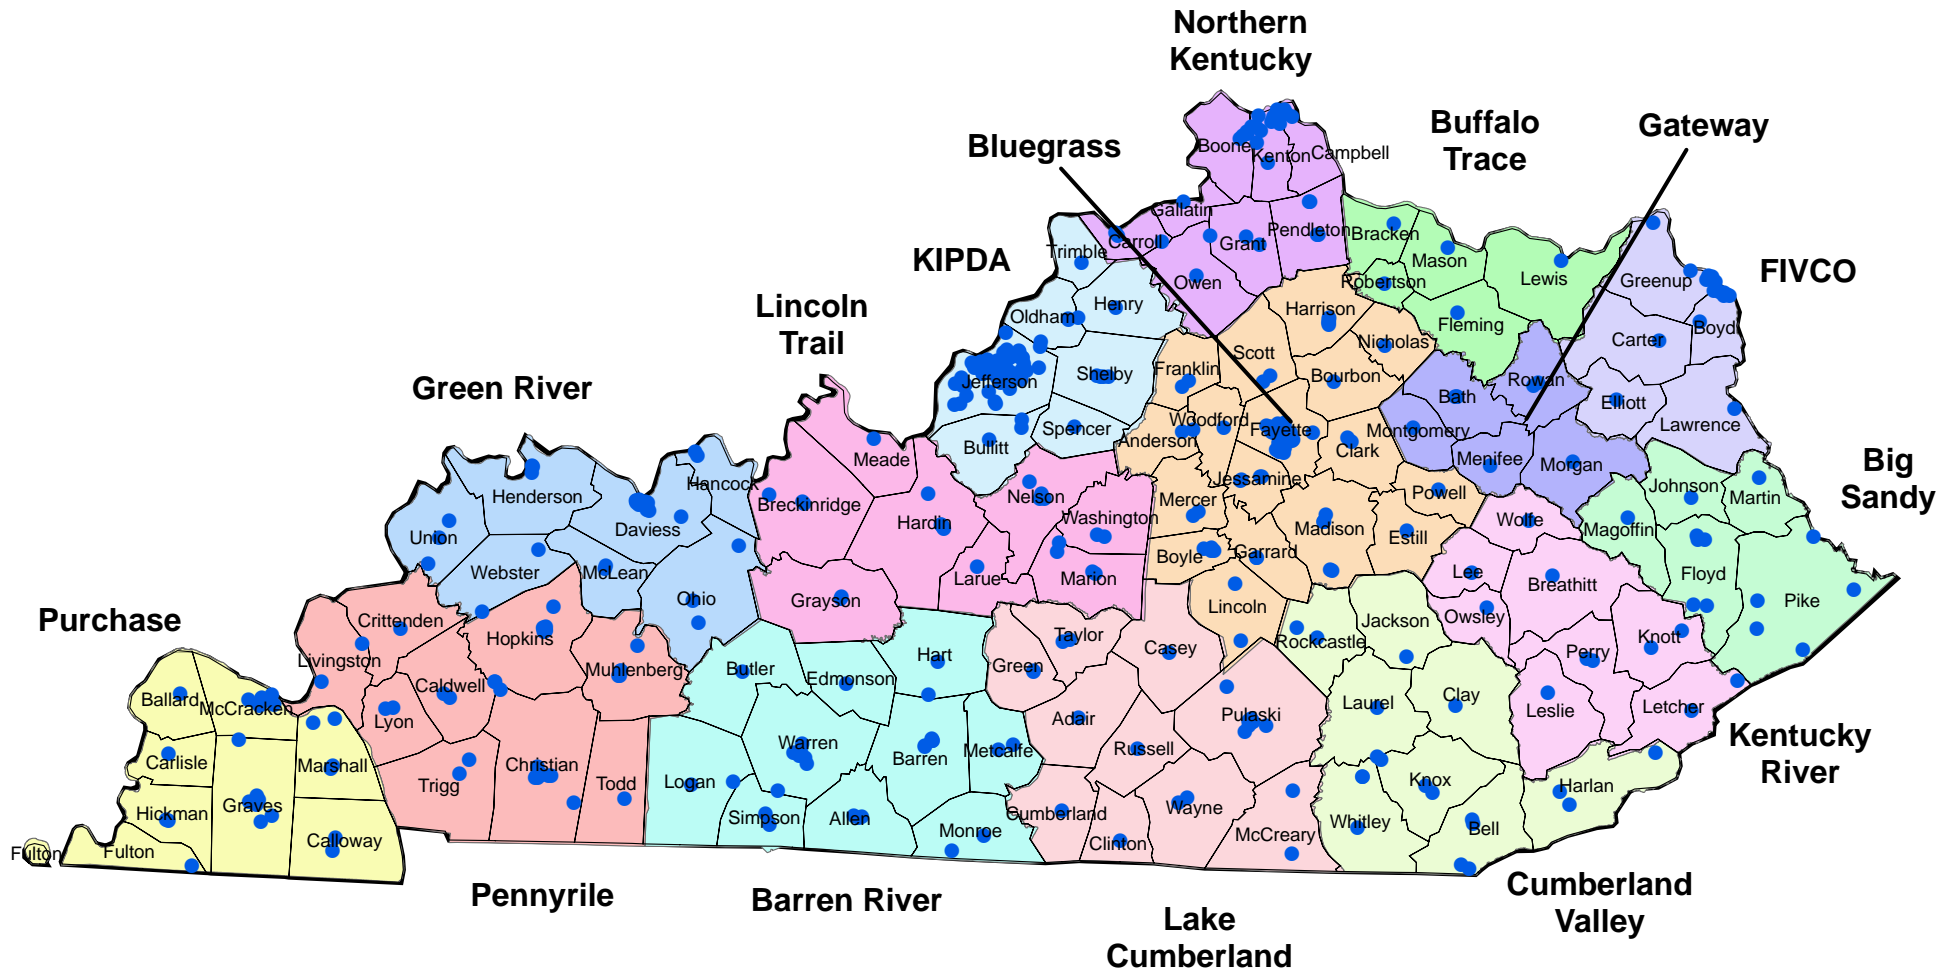 Northern
Kentucky
Buffalo
Trace
Gateway
Bluegrass
KIPDA
FIVCO
Lincoln
Trail
Green River
Big
Sandy
Purchase
Kentucky
River
Pennyrile
Barren River
Cumberland
Valley
Lake
Cumberland
Boone
Kenton
Campbell
Gallatin
Carroll
Grant
Pendleton
Owen
Bracken
Mason
Lewis
Robertson
Fleming
Greenup
Boyd
Carter
Elliott
Lawrence
Trimble
Henry
Oldham
Jefferson
Shelby
Spencer
Bullitt
Harrison
Nicholas
Scott
Bourbon
Franklin
Woodford
Fayette
Anderson
Clark
Jessamine
Mercer
Madison
Powell
Estill
Boyle
Garrard
Lincoln
Bath
Rowan
Montgomery
Menifee
Morgan
Johnson
Martin
Magoffin
Floyd
Pike
Meade
Breckinridge
Hardin
Nelson
Washington
Larue
Marion
Grayson
Hancock
Henderson
Daviess
Union
Webster
McLean
Ohio
Wolfe
Lee
Breathitt
Owsley
Knott
Perry
Leslie
Letcher
Crittenden
Hopkins
Livingston
Muhlenberg
Caldwell
Lyon
Trigg
Christian
Todd
Ballard
McCracken
Carlisle
Marshall
Hickman
Graves
Calloway
Fulton
Fulton
Butler
Edmonson
Hart
Warren
Barren
Metcalfe
Logan
Simpson
Allen
Monroe
Taylor
Green
Casey
Adair
Russell
Pulaski
Cumberland
Clinton
Wayne
McCreary
Rockcastle
Jackson
Laurel
Clay
Knox
Whitley
Bell
Harlan